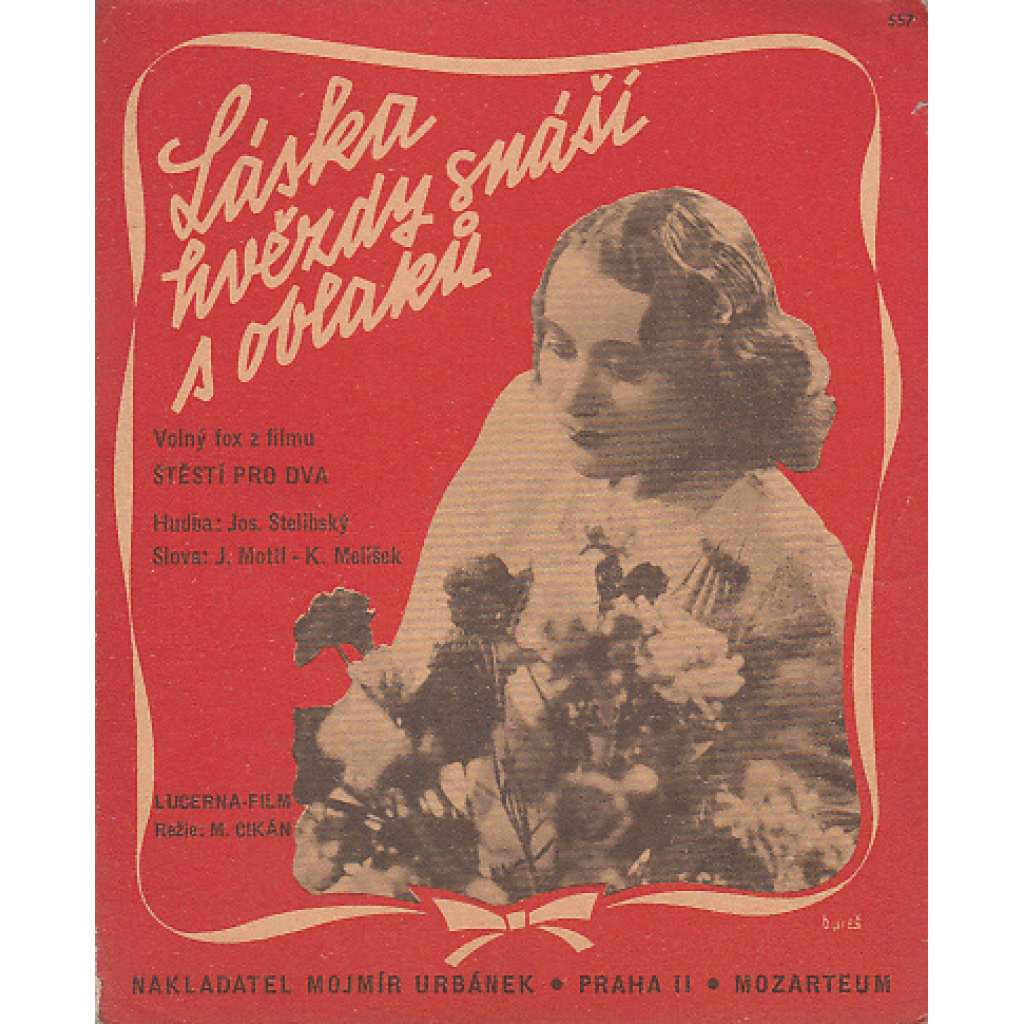 557
Láska
hvězdy snáší
s oblaků
Volný fox z filmu
ŠTĚSTÍ PRO DVA
Hudba: Jos. Stelibský
Slova: J. Mottl - K. Melíšek
LUCERNA-FILM
Režie: M. CIKÁN
bureš
NAKLADATEL MOJMÍR URBÁNEK • PRAHA II • MOZARTEUM